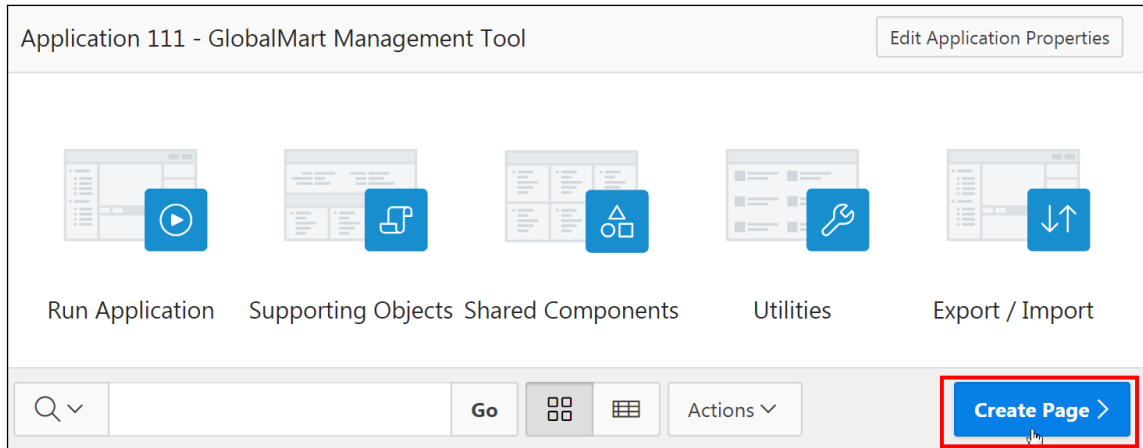 Application 111 - GlobalMart Management Tool
Edit Application Properties
Run Application
Supporting Objects
Shared Components
Utilities
Export / Import
Go
Actions
Create Page